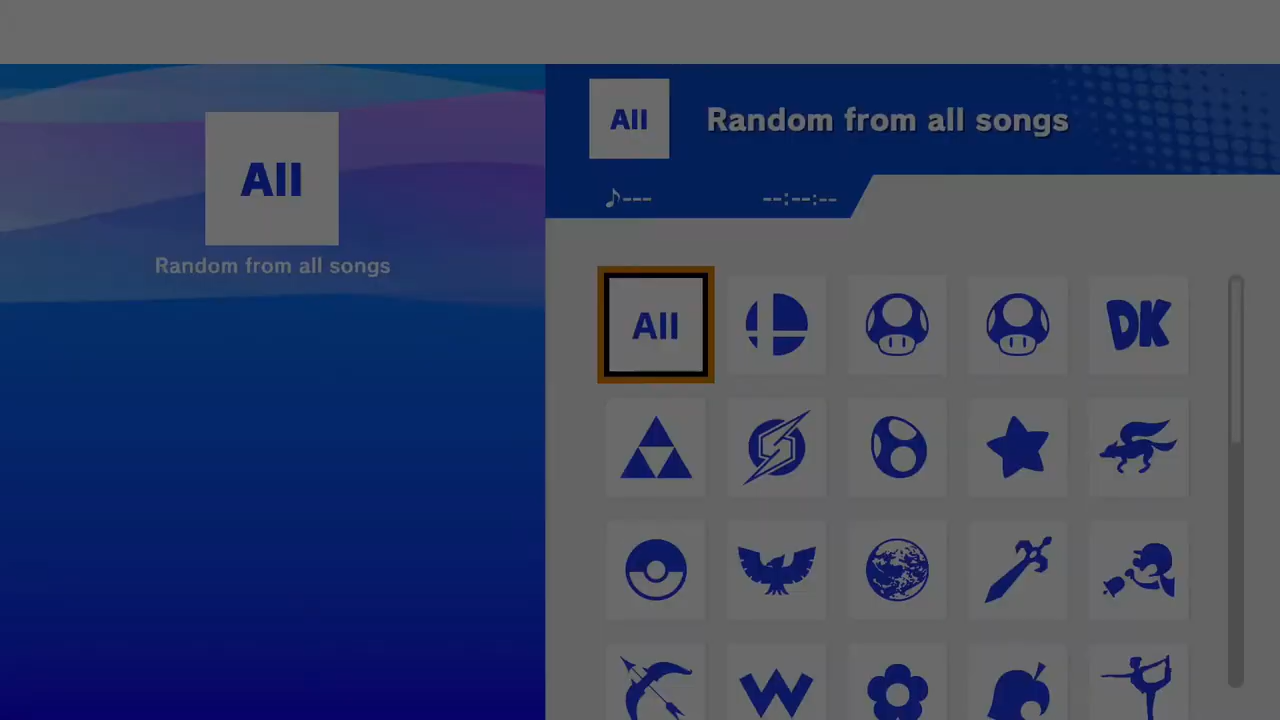 All
Random from all songs
All
Random from all songs
♪---
--:--:--
All
DK
W